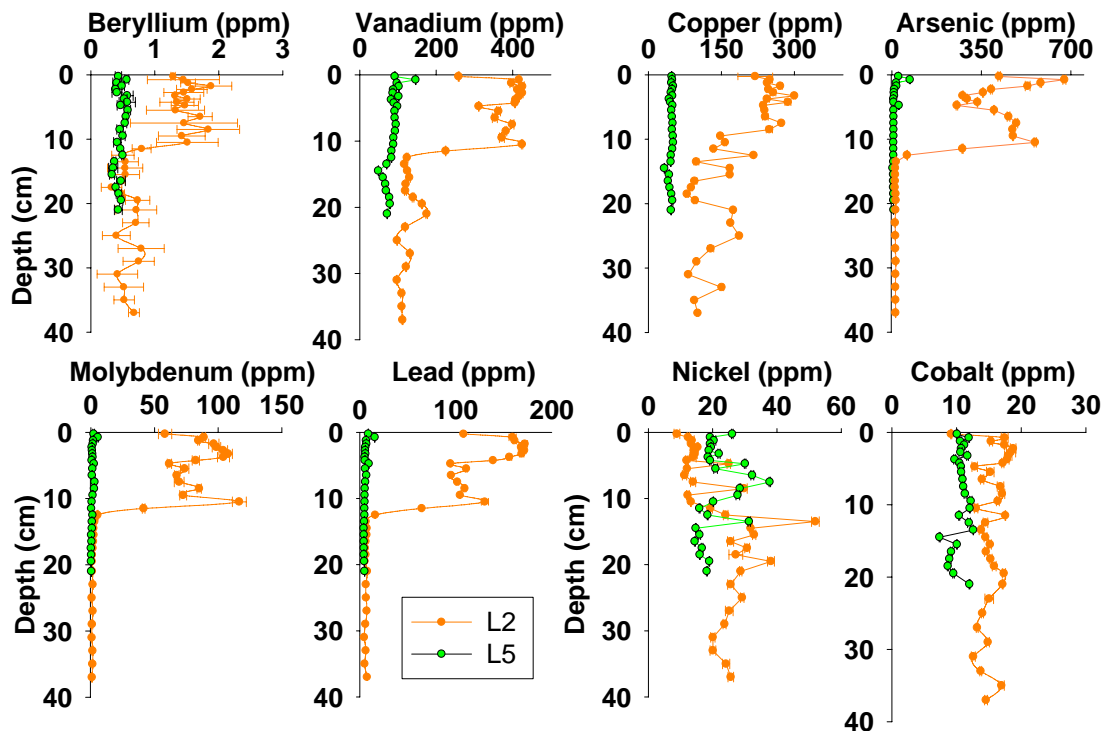 Beryllium (ppm) Vanadium (ppm) Copper (ppm) Arsenic (ppm)
0 1 2 3 0 200 400 0 150 300 0 350 700
Depth (cm)
0 0 0 0
10 10 10 10
20 20 20 20
30 30 30 30
40 40 40 40
Molybdenum (ppm) Lead (ppm) Nickel (ppm) Cobalt (ppm)
0 50 100 150 0 100 200 0 20 40 60 0 10 20 30
Depth (cm) Depth (cm)
0 0 0 0
10 10 10 10
20 20 20 20
30 30 30 30
40 40 40 40
L2
L5